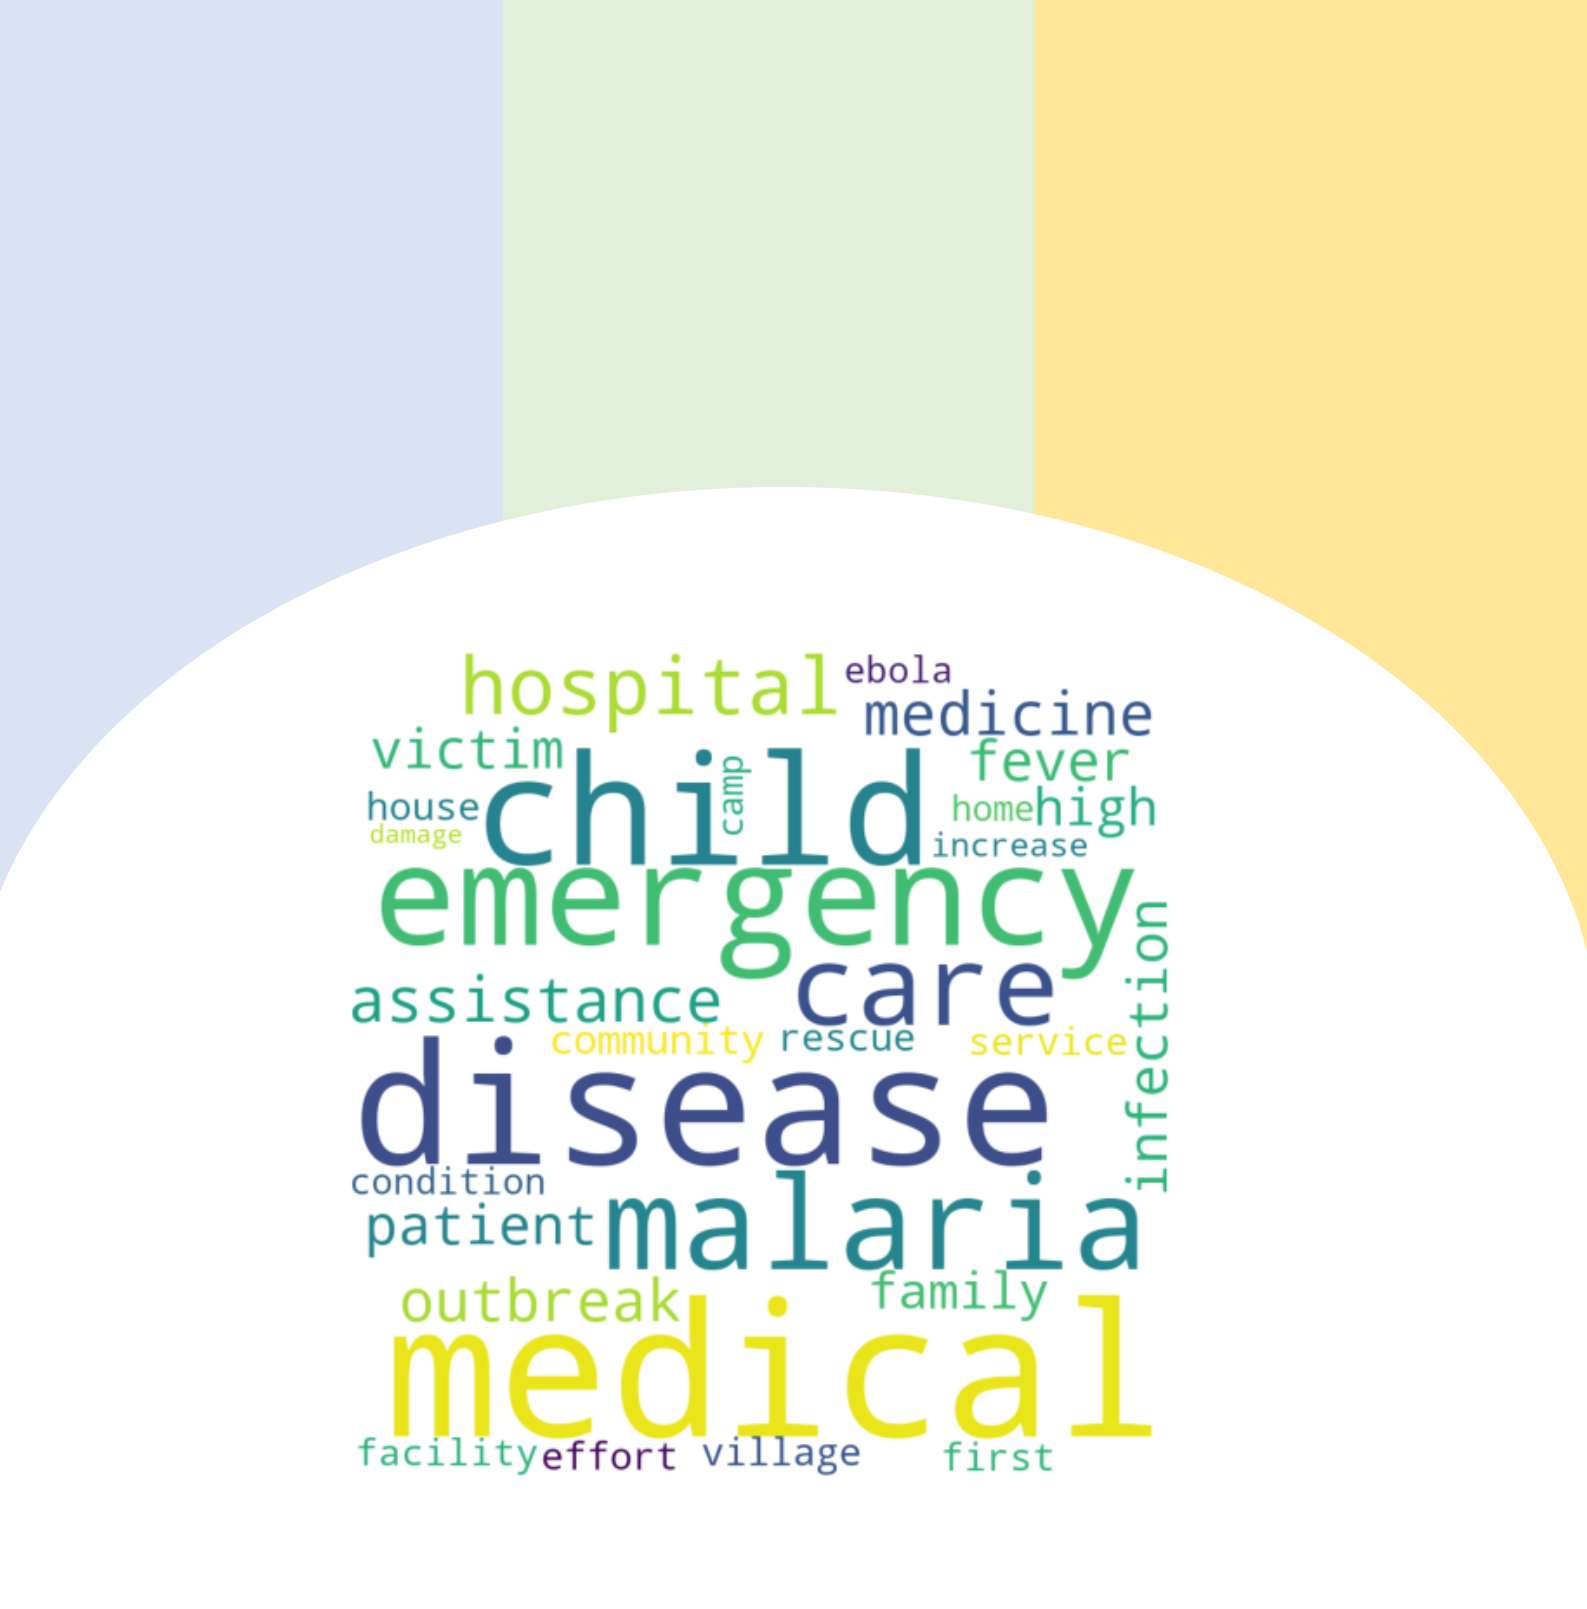 hospital ebola
medicine
victim fever
child camp
house home high
damage increase
emergency
infection
care
assistance
community rescue service
disease
condition
patient malaria
outbreak family
medical
facility effort village first